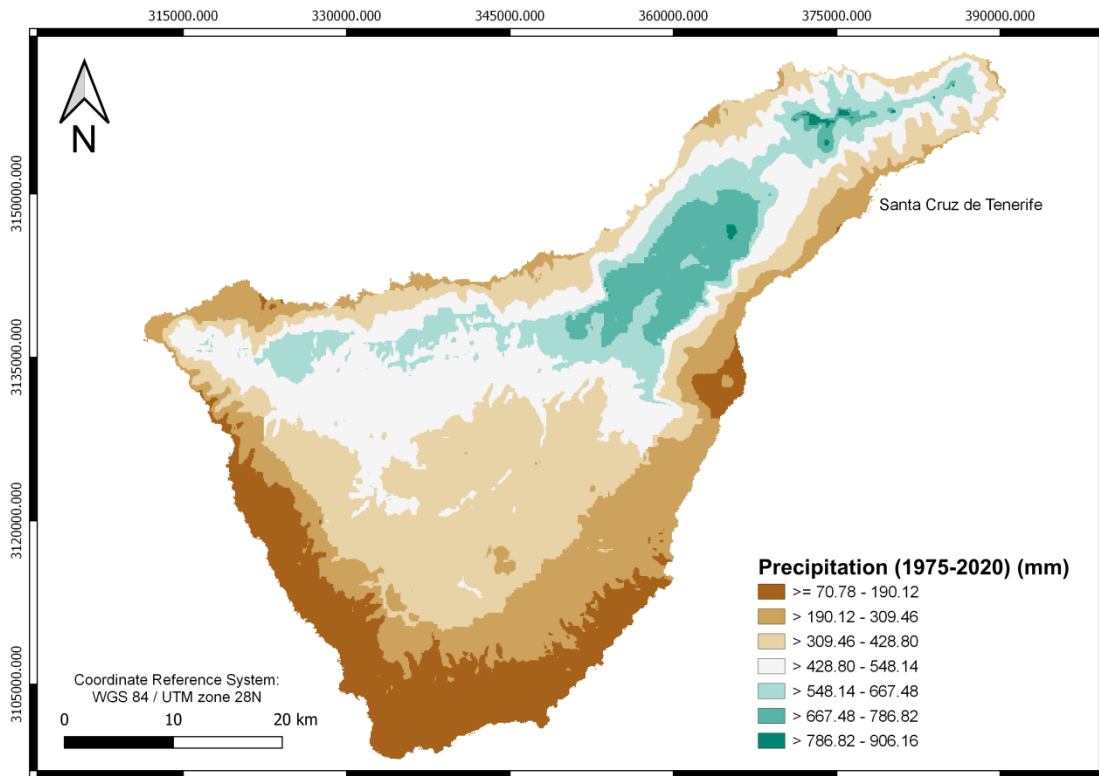 315000.000 330000.000 345000.000 360000.000 375000.000 390000.000
N
3150000.000
3135000.000
3120000.000
3105000.000
Santa Cruz de Tenerife
Precipitation (1975-2020) (mm)
>= 70.78 - 190.12
> 190.12 - 309.46
> 309.46 - 428.80
> 428.80 - 548.14
> 548.14 - 667.48
> 667.48 - 786.82
> 786.82 - 906.16
Coordinate Reference System:
WGS 84 / UTM zone 28N
0 10 20 km